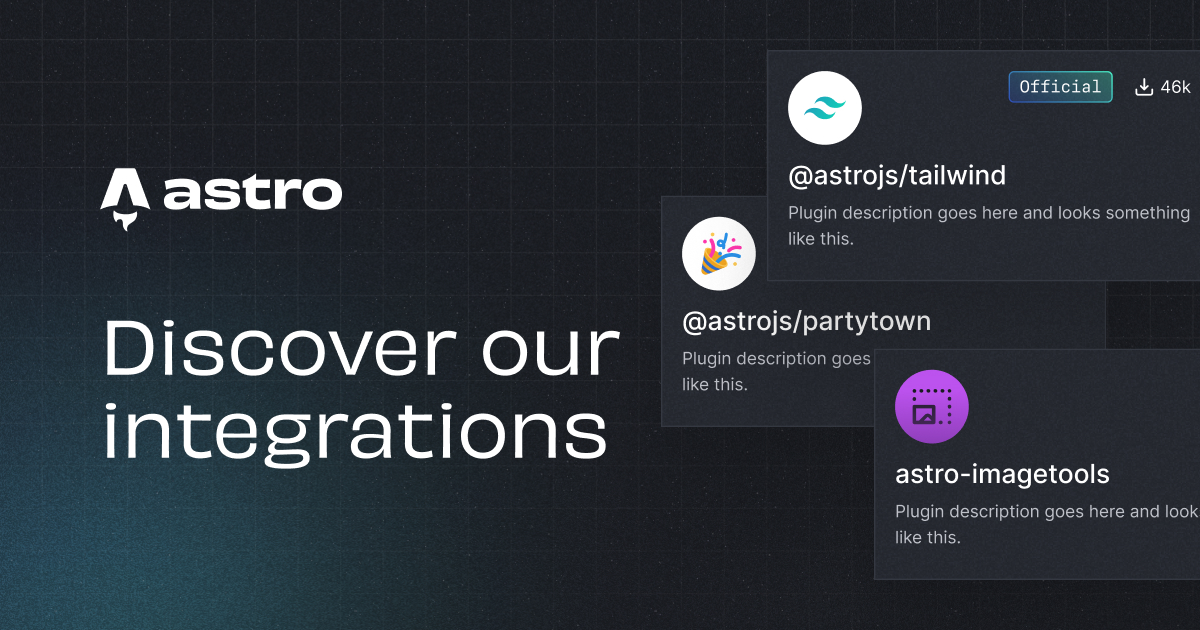 astro
Discover our
integrations
Official
46k
@astrojs/tailwind
Plugin description goes here and looks something
like this.
@astrojs/partytown
Plugin description goes
like this.
astro-imagetools
Plugin description goes here and look
like this.